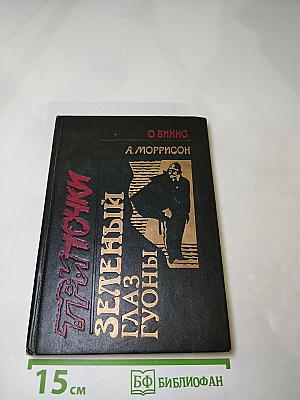 О. ВИННО
А. МОРРИСОН
ТРИ ТОЧКИ
ЗЕЛЕНЫЙ
ГЛАЗ
ГУОНЫ
15 см
БФ БИБЛИОФАН